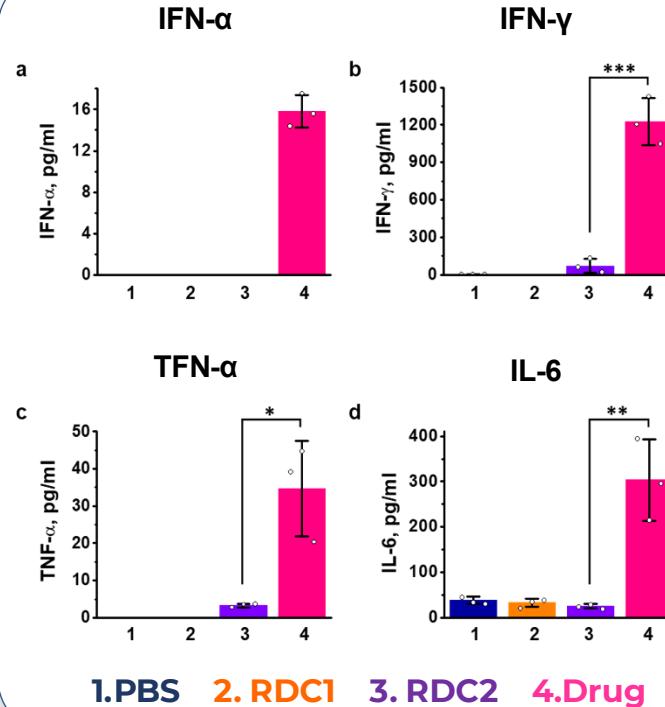 IFN-α
IFN-γ
a
b
***
IFN-α, pg/ml
16
12
8
4
0
1 2 3 4
IFN-γ, pg/ml
1500
1200
900
600
300
0
1 2 3 4
TFN-α
IL-6
c
d
*
**
TNF-α, pg/ml
50
40
30
20
10
0
1 2 3 4
IL-6, pg/ml
400
300
200
100
0
1 2 3 4
1.PBS 2. RDC1 3. RDC2 4.Drug